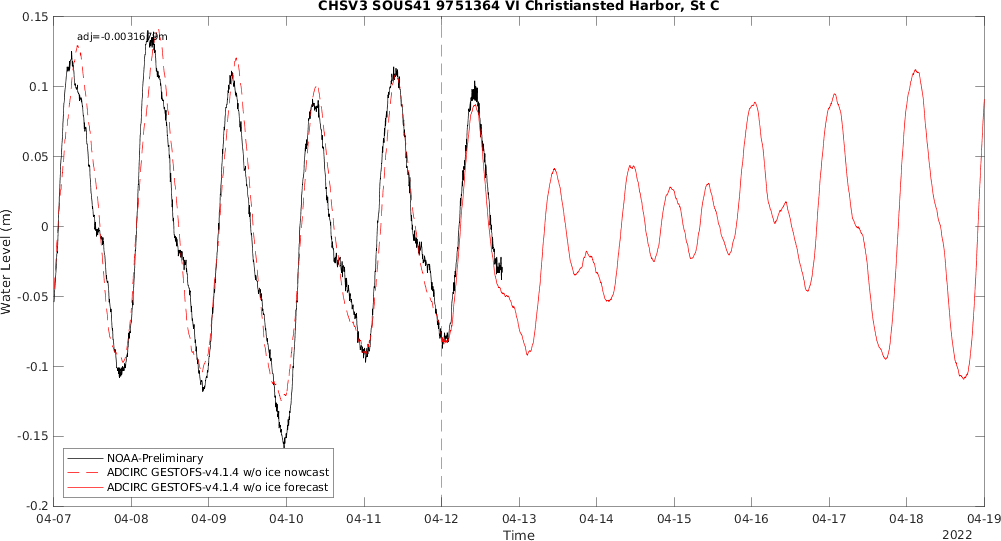 CHSV3 SOUS41 9751364 VI Christiansted Harbor, St C
0.15
0.1
0.05
0
-0.05
-0.1
-0.15
-0.2
Water Level (m)
NOAA-Preliminary
ADCIRC GESTOFS-v4.1.4 w/o ice nowcast
ADCIRC GESTOFS-v4.1.4 w/o ice forecast
04-07 04-08 04-09 04-10 04-11 04-12 04-13 04-14 04-15 04-16 04-17 04-18 04-19
Time
2022